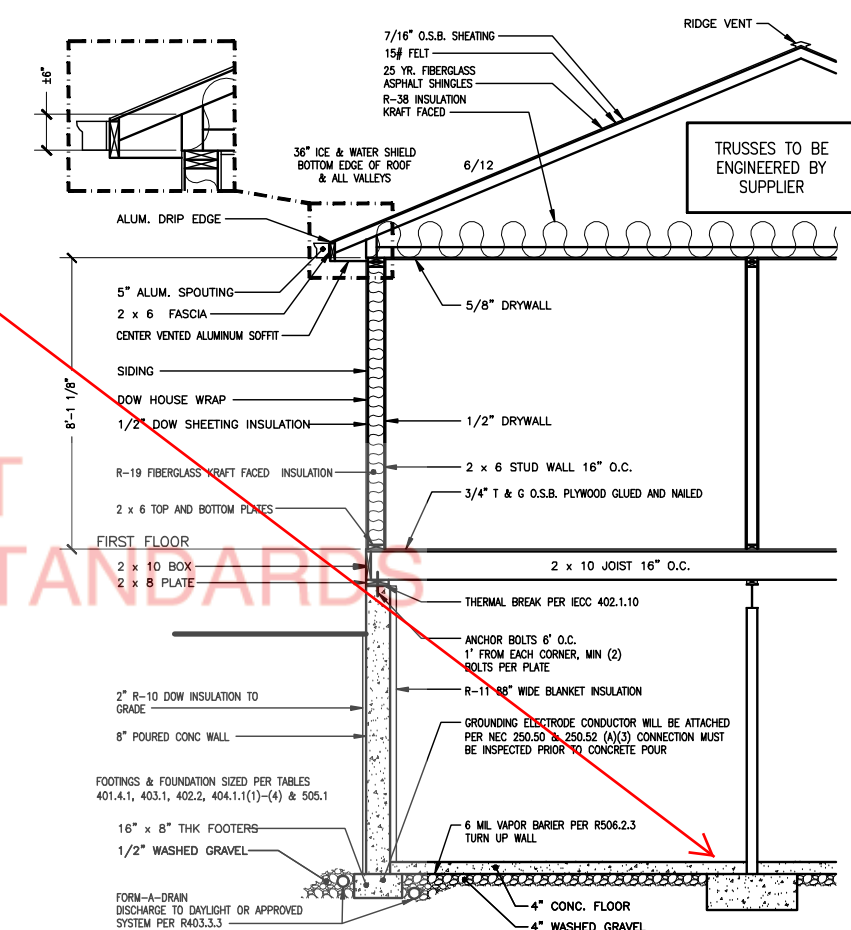 RIDGE VENT
7/16" O.S.B. SHEATING
15# FELT
25 YR. FIBERGLASS
ASPHALT SHINGLES
R-38 INSULATION
KRAFT FACED
±6"
36" ICE & WATER SHIELD
BOTTOM EDGE OF ROOF
& ALL VALLEYS
6/12
TRUSSES TO BE
ENGINEERED BY
SUPPLIER
ALUM. DRIP EDGE
5" ALUM. SPOUTING
2 x 6 FASCIA
CENTER VENTED ALUMINUM SOFFIT
5/8" DRYWALL
SIDING
DOW HOUSE WRAP
1/2" DOW SHEETING INSULATION
1/2" DRYWALL
8'-1 1/8"
R-19 FIBERGLASS KRAFT FACED INSULATION
2 x 6 STUD WALL 16" O.C.
3/4" T & G O.S.B. PLYWOOD GLUED AND NAILED
2 x 6 TOP AND BOTTOM PLATES
T
TANDARDS
FIRST FLOOR
2 x 10 BOX
2 x 8 PLATE
2 x 10 JOIST 16" O.C.
THERMAL BREAK PER IECC 402.1.10
ANCHOR BOLTS 6' O.C.
1' FROM EACH CORNER, MIN (2)
BOLTS PER PLATE
R-11 88" WIDE BLANKET INSULATION
2" R-10 DOW INSULATION TO
GRADE
8" POURED CONC WALL
GROUNDING ELECTRODE CONDUCTOR WILL BE ATTACHED
PER NEC 250.50 & 250.52 (A)(3) CONNECTION MUST
BE INSPECTED PRIOR TO CONCRETE POUR
FOOTINGS & FOUNDATION SIZED PER TABLES
401.4.1, 403.1, 402.2, 404.1.1(1)-(4) & 505.1
16" x 8" THK FOOTERS
1/2" WASHED GRAVEL
6 MIL VAPOR BARIER PER R506.2.3
TURN UP WALL
FORM-A-DRAIN
DISCHARGE TO DAYLIGHT OR APPROVED
SYSTEM PER R403.3.3
4" CONC. FLOOR
4" WASHED GRAVEL